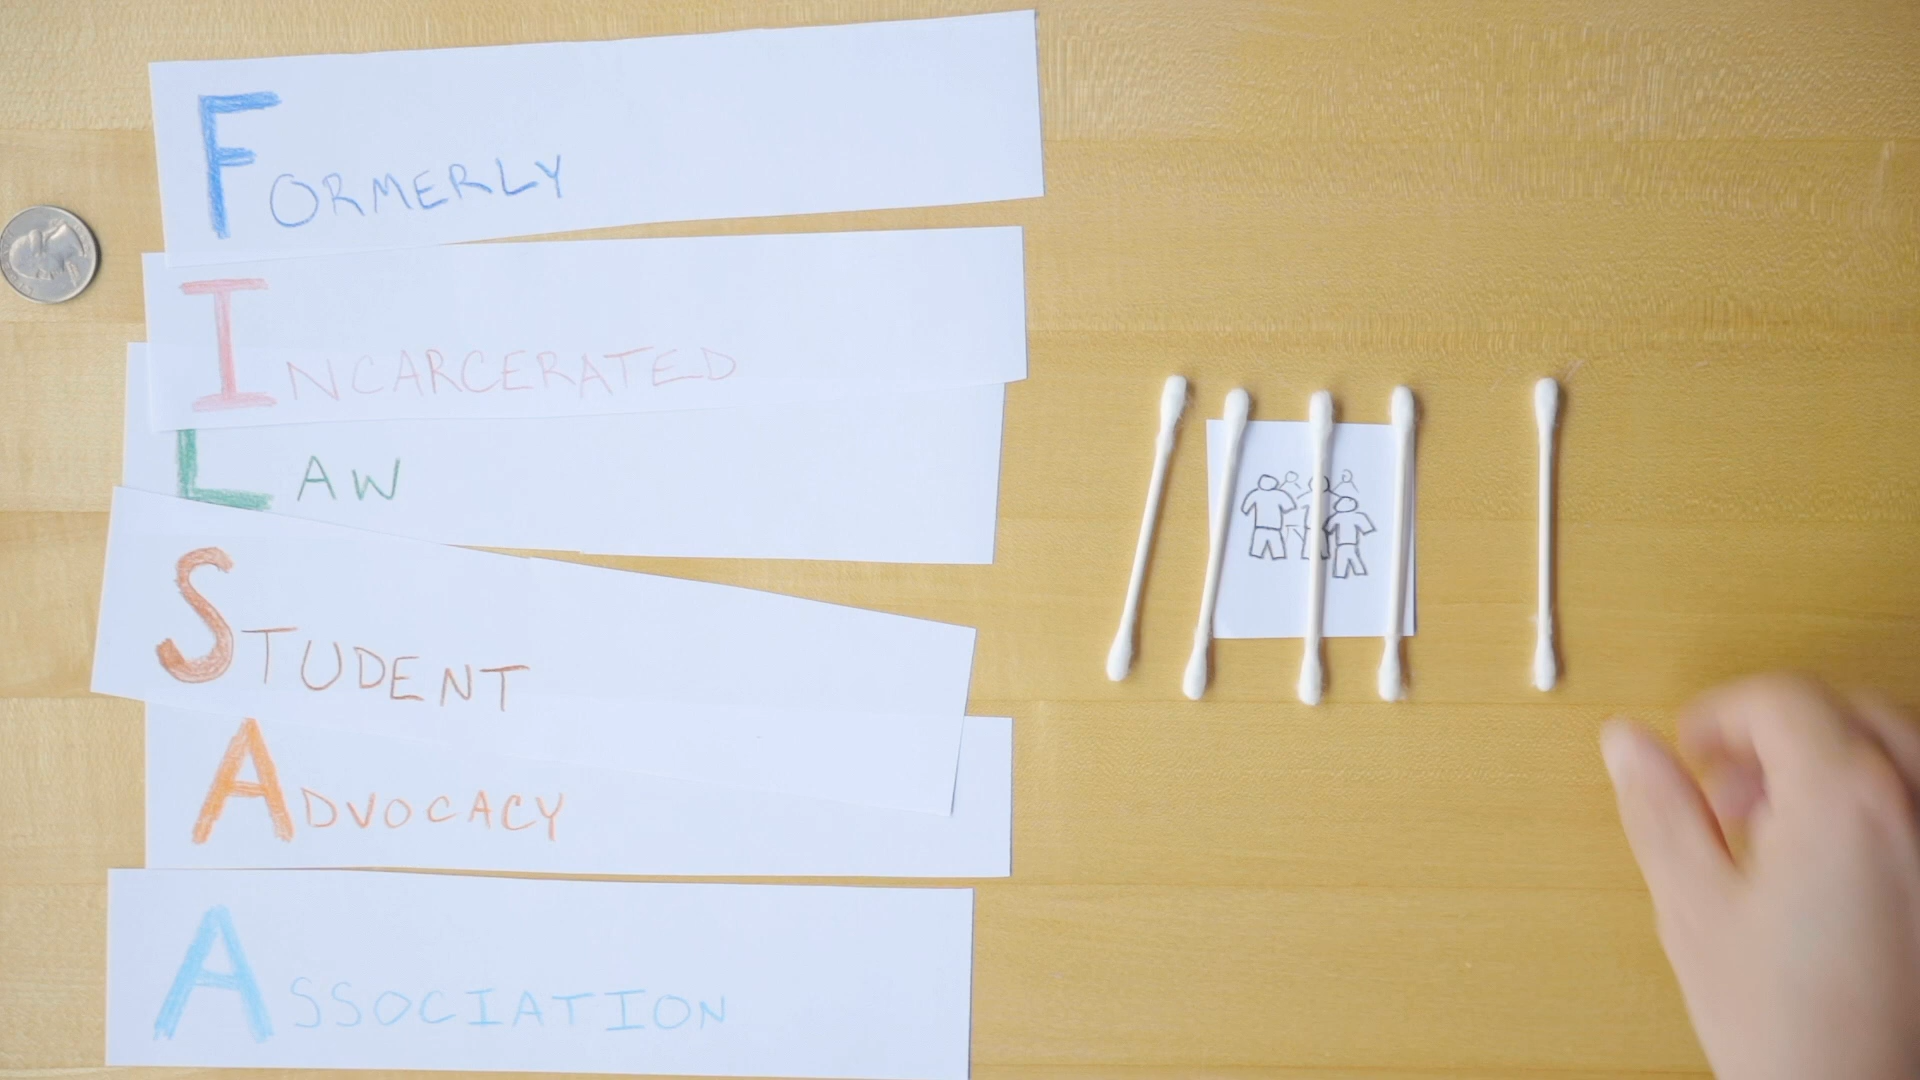 FORMERLY
INCARCERATED
LAW
STUDENT
ADVOCACY
ASSOCIATION